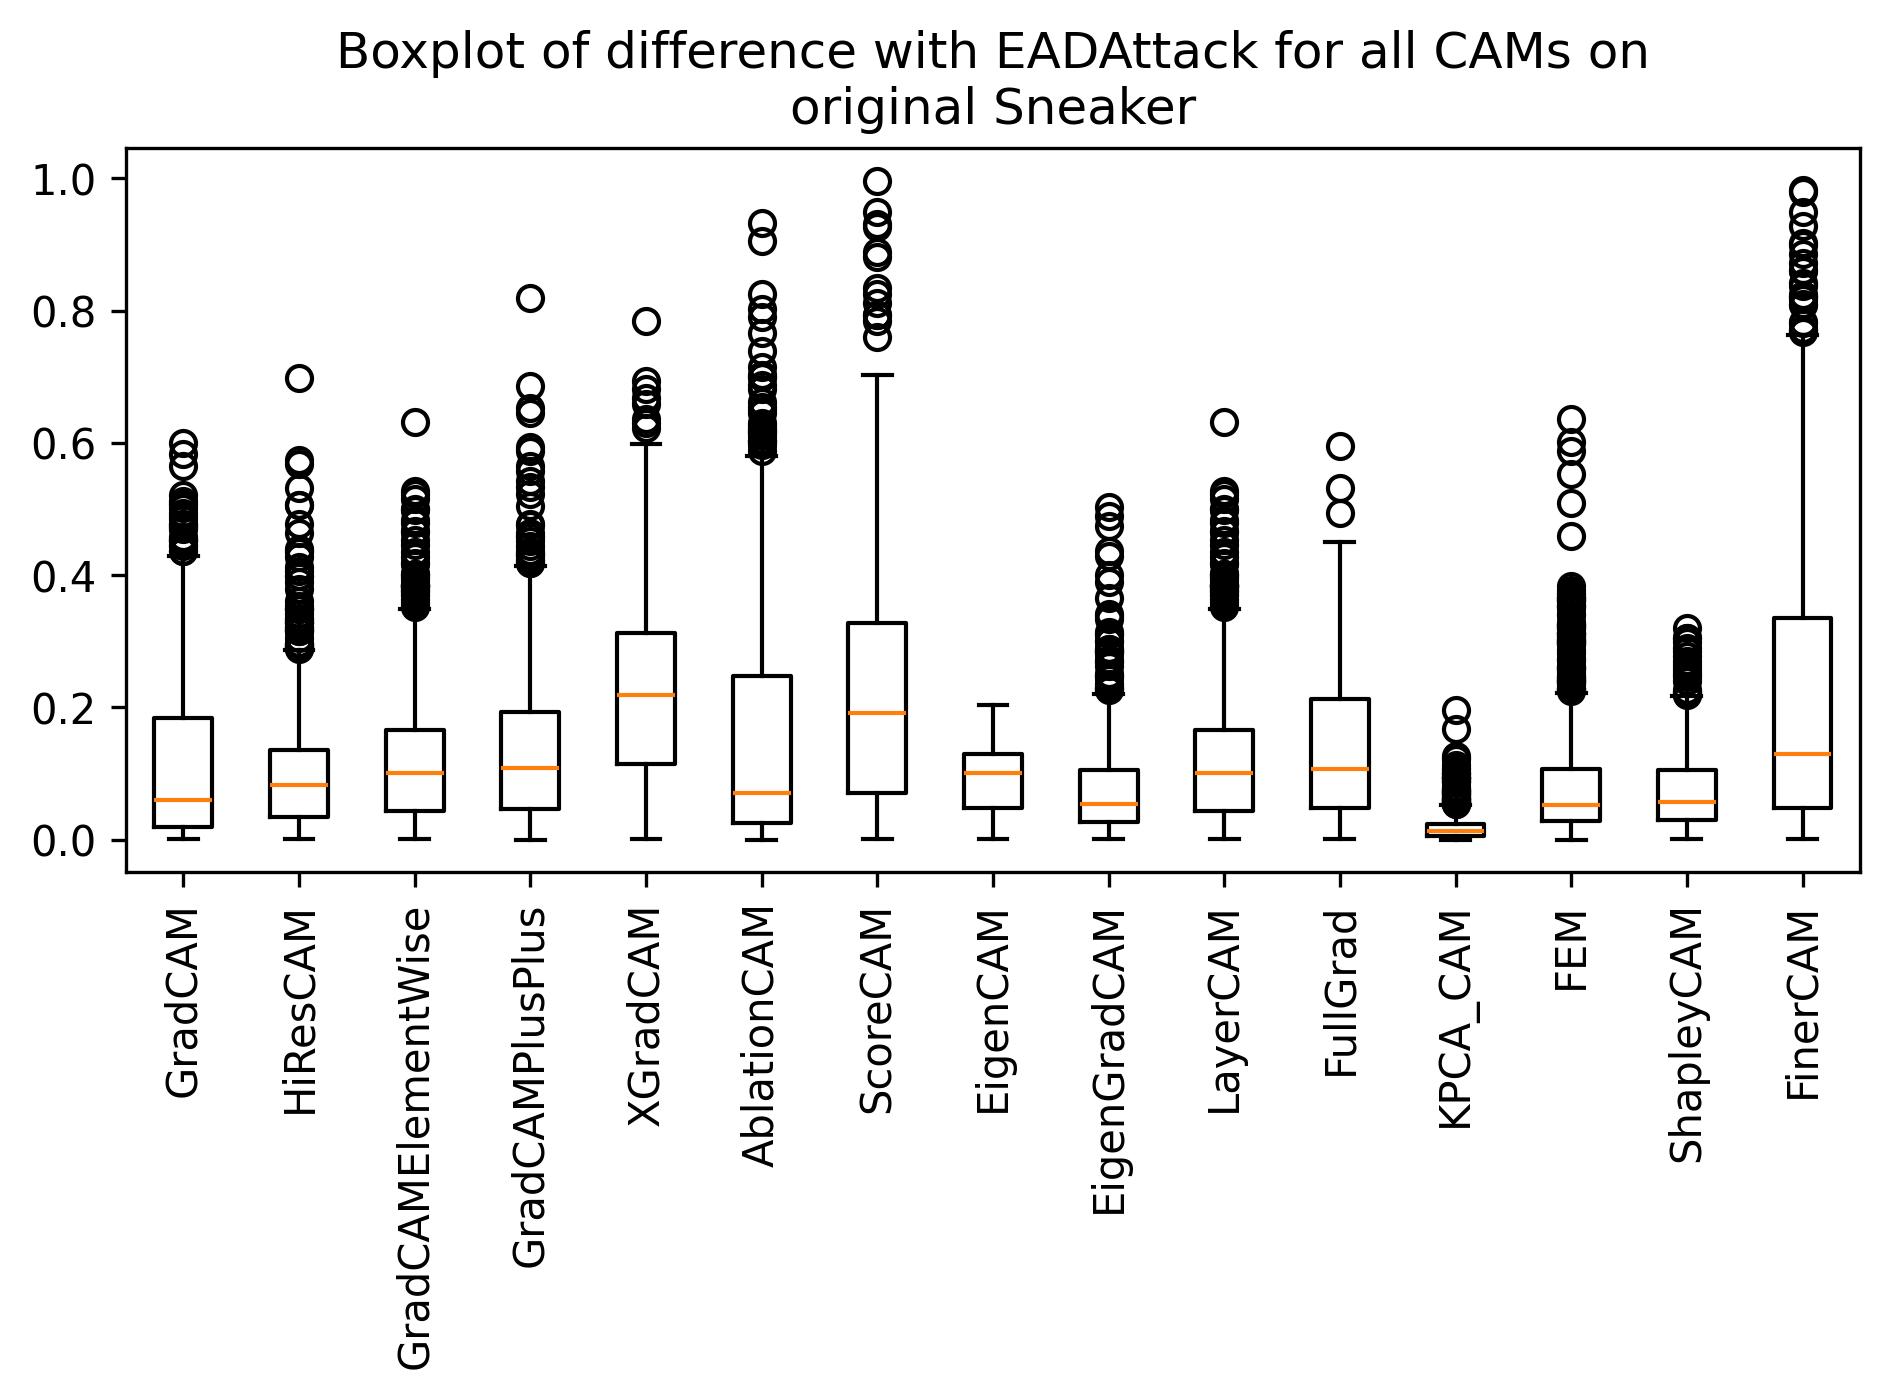 Boxplot of difference with EADAttack for all CAMs on
original Sneaker
1.0
0.8
0.6
0.4
0.2
0.0
GradCAM
HiResCAM
GradCAMElementWise
GradCAMPlusPlus
XGradCAM
AblationCAM
ScoreCAM
EigenCAM
EigenGradCAM
LayerCAM
FullGrad
KPCA_CAM
FEM
ShapleyCAM
FinerCAM